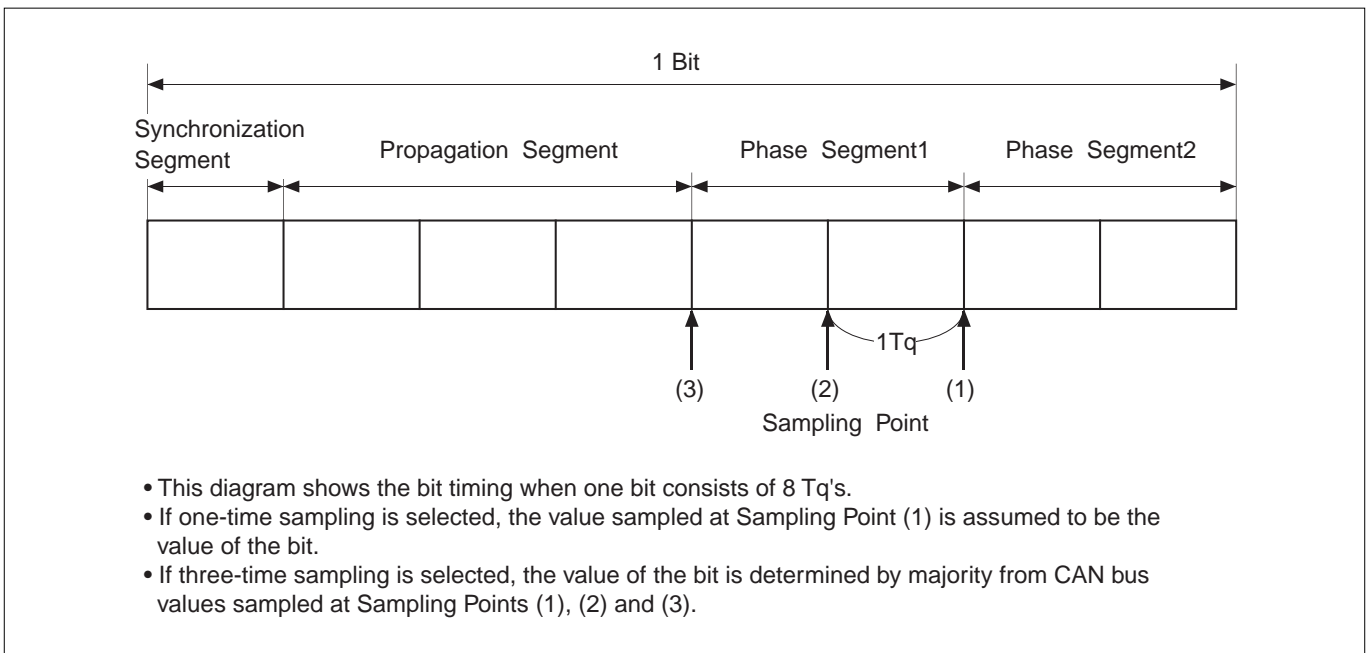 1 Bit
Synchronization
Segment
Propagation Segment
Phase Segment1
Phase Segment2
1Tq
(3)
(2)
(1)
Sampling Point
• This diagram shows the bit timing when one bit consists of 8 Tq's.
• If one-time sampling is selected, the value sampled at Sampling Point (1) is assumed to be the
value of the bit.
• If three-time sampling is selected, the value of the bit is determined by majority from CAN bus
values sampled at Sampling Points (1), (2) and (3).